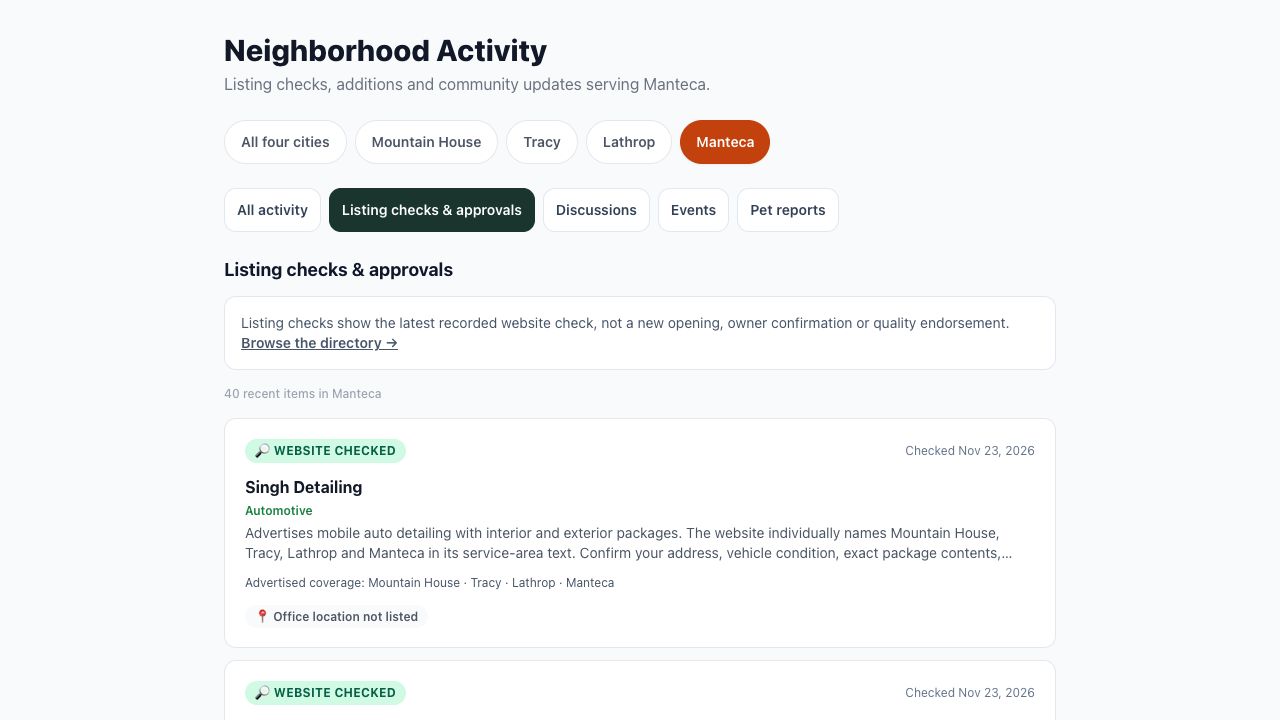 Neighborhood Activity
Listing checks, additions and community updates serving Manteca.
All four cities
Mountain House
Tracy
Lathrop
Manteca
All activity
Listing checks & approvals
Discussions
Events
Pet reports
Listing checks & approvals
Listing checks show the latest recorded website check, not a new opening, owner confirmation or quality endorsement.
Browse the directory →
40 recent items in Manteca
WEBSITE CHECKED
Checked Nov 23, 2026
Singh Detailing
Automotive
Advertises mobile auto detailing with interior and exterior packages. The website individually names Mountain House,
Tracy, Lathrop and Manteca in its service-area text. Confirm your address, vehicle condition, exact package contents,...
Advertised coverage: Mountain House · Tracy · Lathrop · Manteca
Office location not listed
WEBSITE CHECKED
Checked Nov 23, 2026